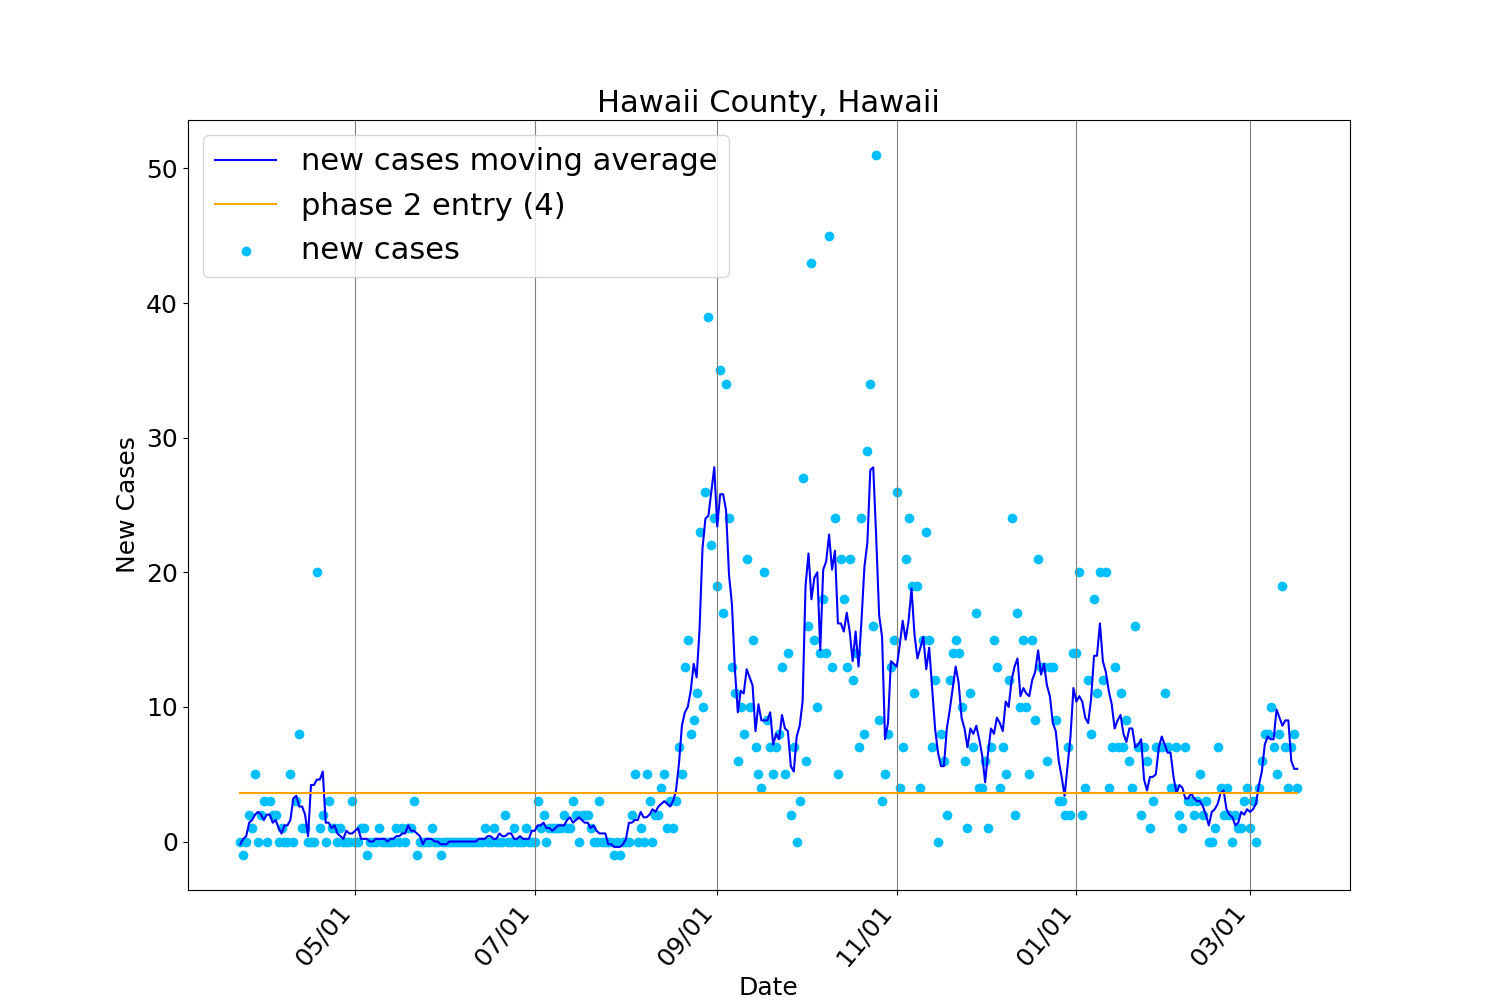 Hawaii County, Hawaii
new cases moving average
phase 2 entry (4)
new cases
50
40
30
20
10
0
New Cases
05/01
07/01
09/01
11/01
01/01
03/01
Date